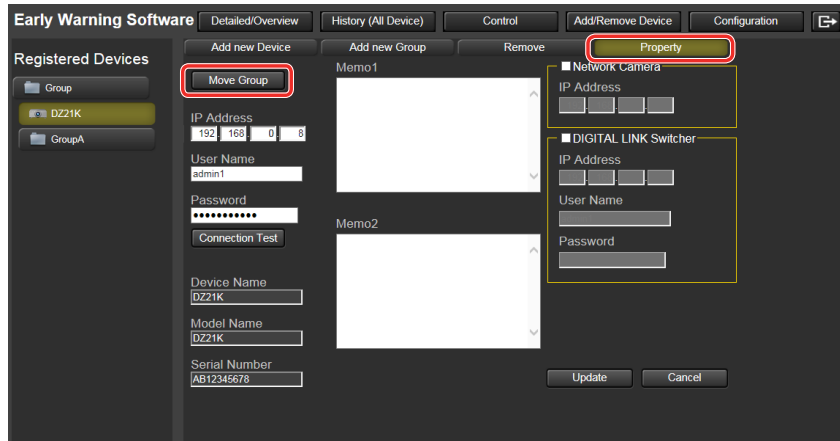 Early Warning Software
Detailed/Overview
History (All Device)
Control
Add/Remove Device
Configuration
Registered Devices
Group
DZ21K
GroupA
Add new Device
Add new Group
Remove
Property
Move Group
IP Address
192 . 168 . 0 . 8
User Name
admin1
Password
•••••••••••
Connection Test
Device Name
DZ21K
Model Name
DZ21K
Serial Number
AB12345678
Memo1
Memo2
Network Camera
IP Address
DIGITAL LINK Switcher
IP Address
User Name
Password
Update
Cancel